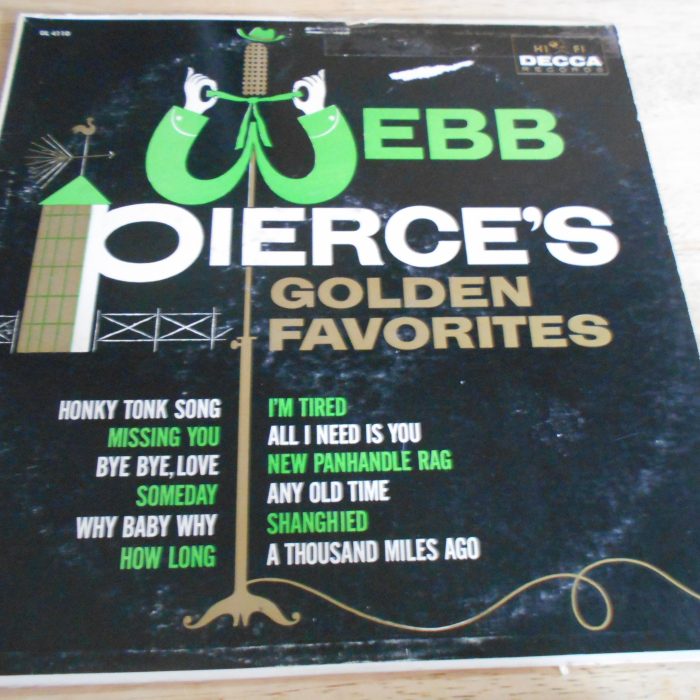 DL 4110
HI FI
DECCA
RECORDS
WEBB
PIERCE'S
GOLDEN
FAVORITES
HONKY TONK SONG
MISSING YOU
BYE BYE, LOVE
SOMEDAY
WHY BABY WHY
HOW LONG
I'M TIRED
ALL I NEED IS YOU
NEW PANHANDLE RAG
ANY OLD TIME
SHANGHIED
A THOUSAND MILES AGO